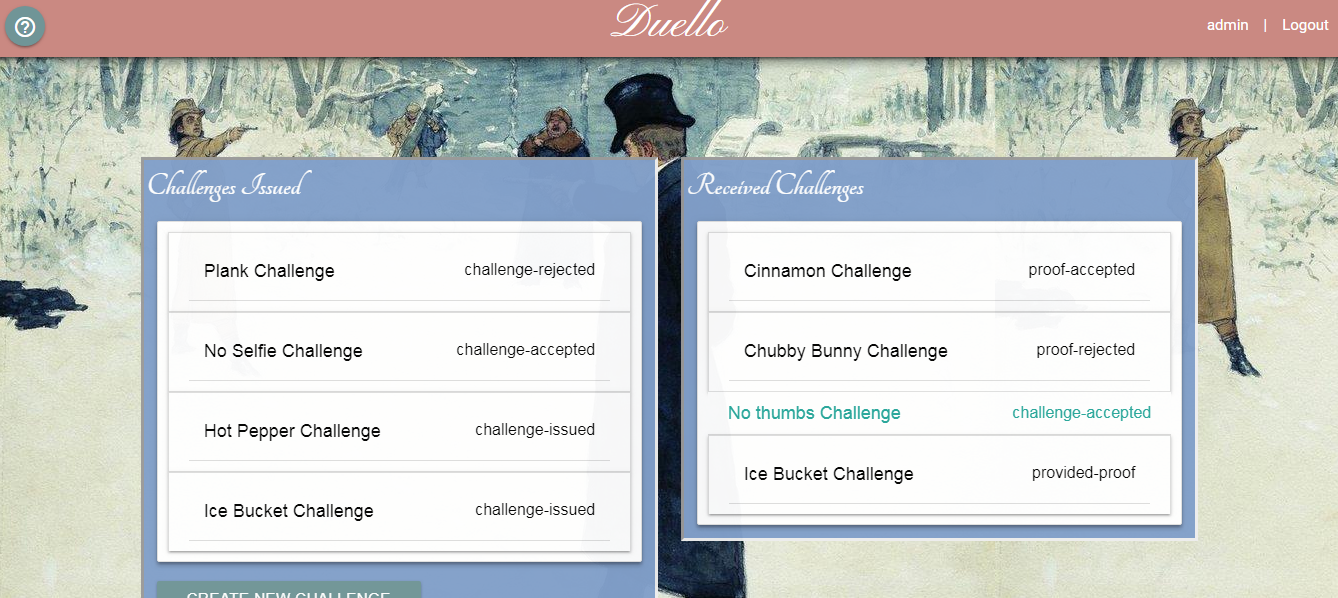 ?
Duello
admin | Logout
Challenges Issued
Plank Challenge challenge-rejected
No Selfie Challenge challenge-accepted
Hot Pepper Challenge challenge-issued
Ice Bucket Challenge challenge-issued
CREATE NEW CHALLENGE
Received Challenges
Cinnamon Challenge proof-accepted
Chubby Bunny Challenge proof-rejected
No thumbs Challenge challenge-accepted
Ice Bucket Challenge provided-proof